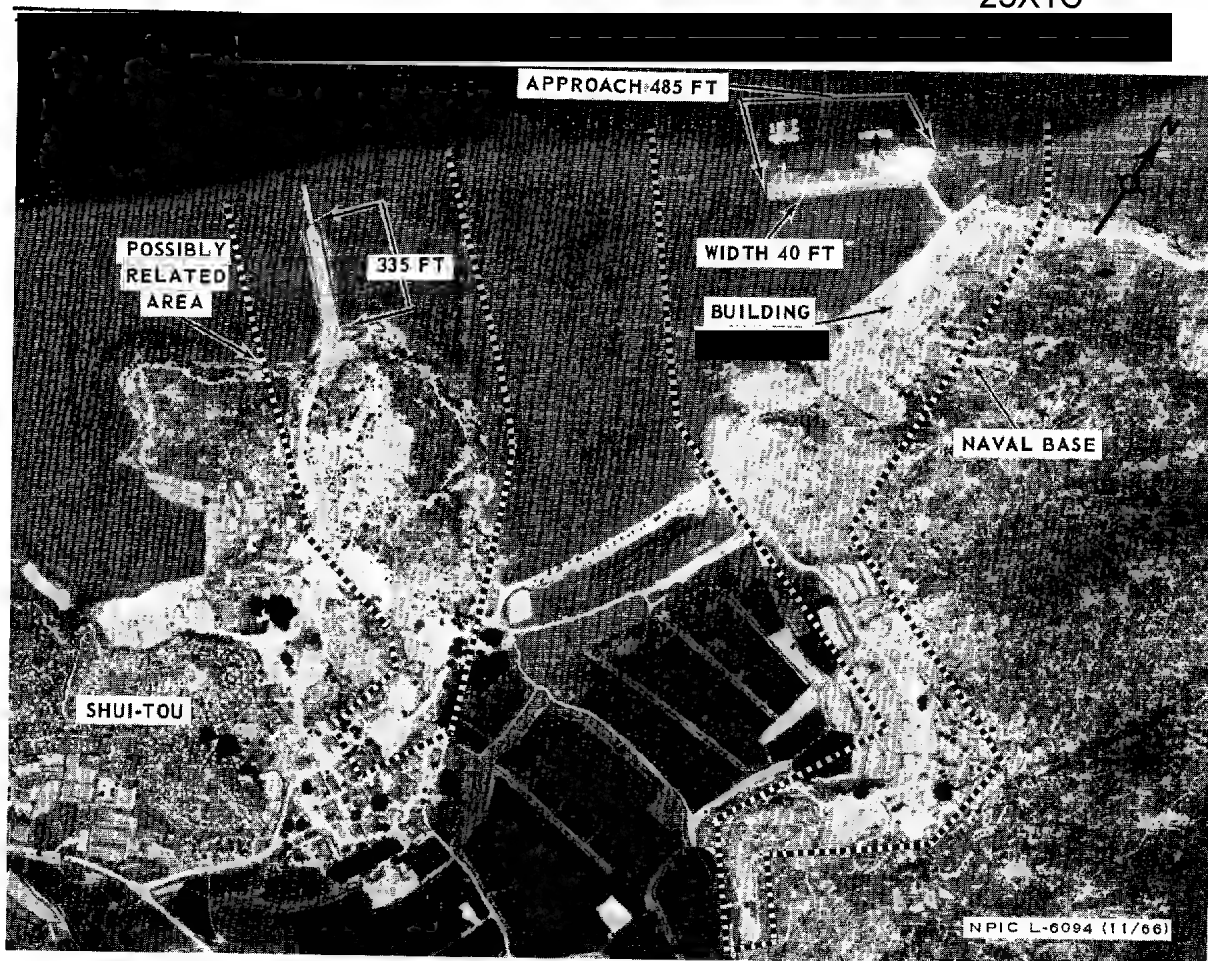 25X1C
APPROACH 485 FT
N
POSSIBLY
RELATED
AREA
335 FT
WIDTH 40 FT
BUILDING
NAVAL BASE
SHUI-TOU
NPIC L-6094 (11/66)